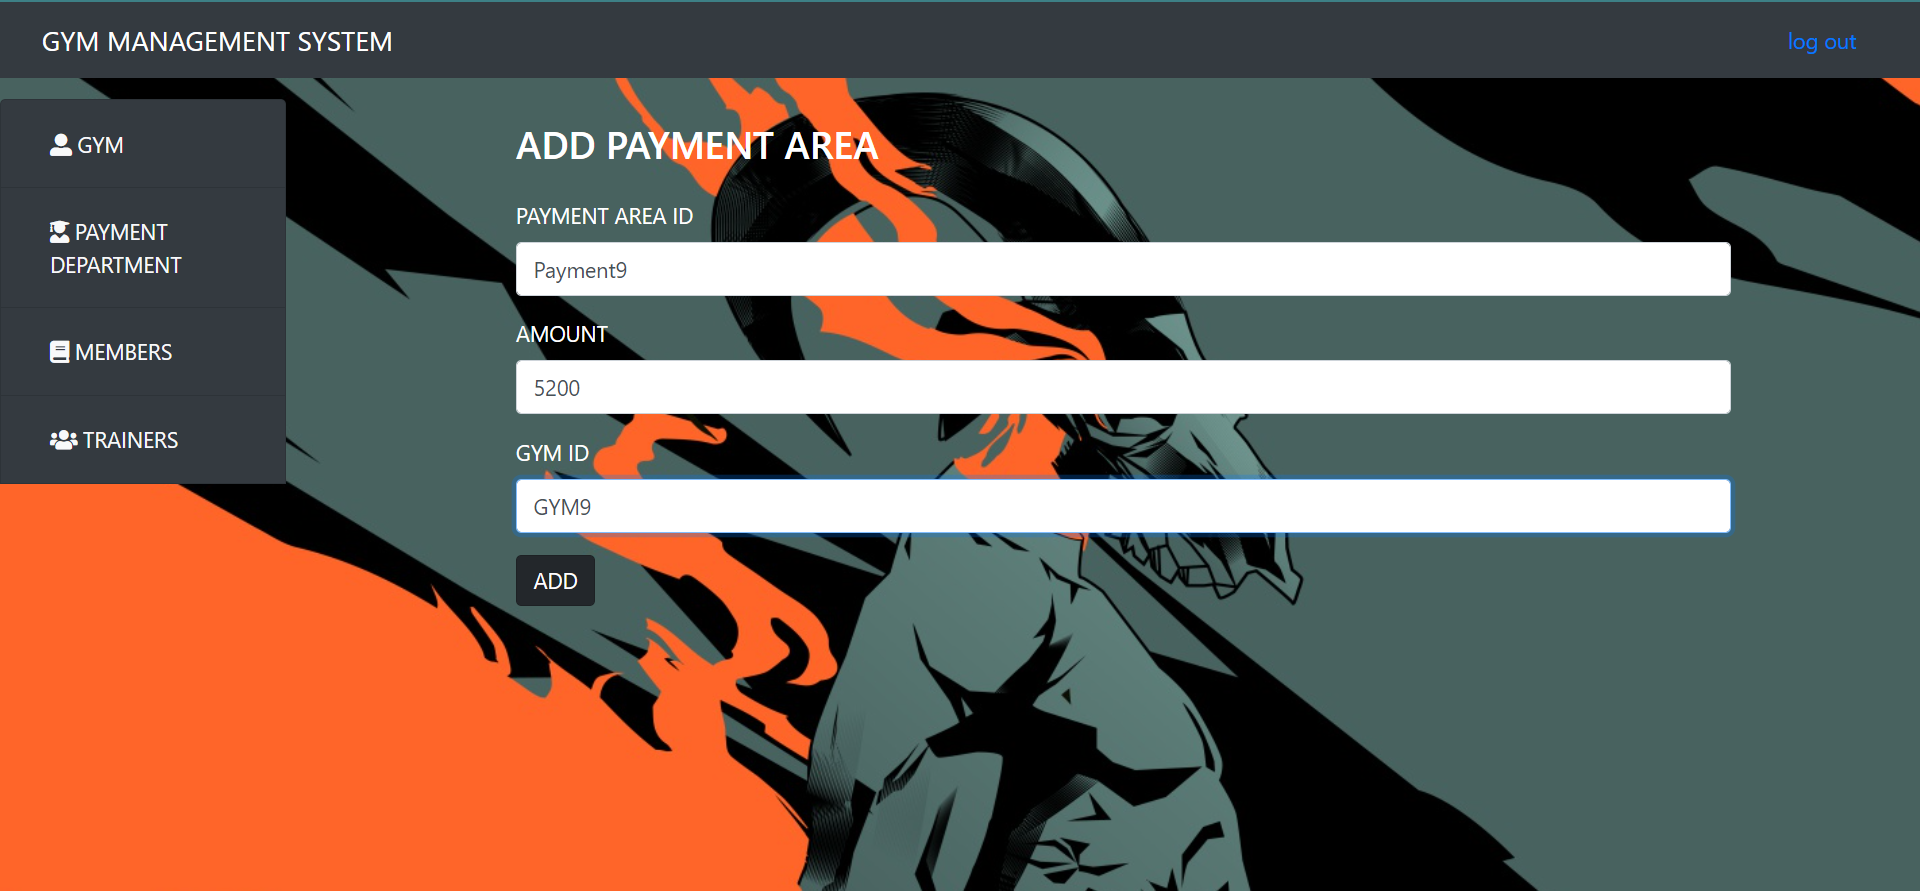 GYM MANAGEMENT SYSTEM
log out
GYM
PAYMENT
DEPARTMENT
MEMBERS
TRAINERS
ADD PAYMENT AREA
PAYMENT AREA ID
Payment9
AMOUNT
5200
GYM ID
GYM9
ADD